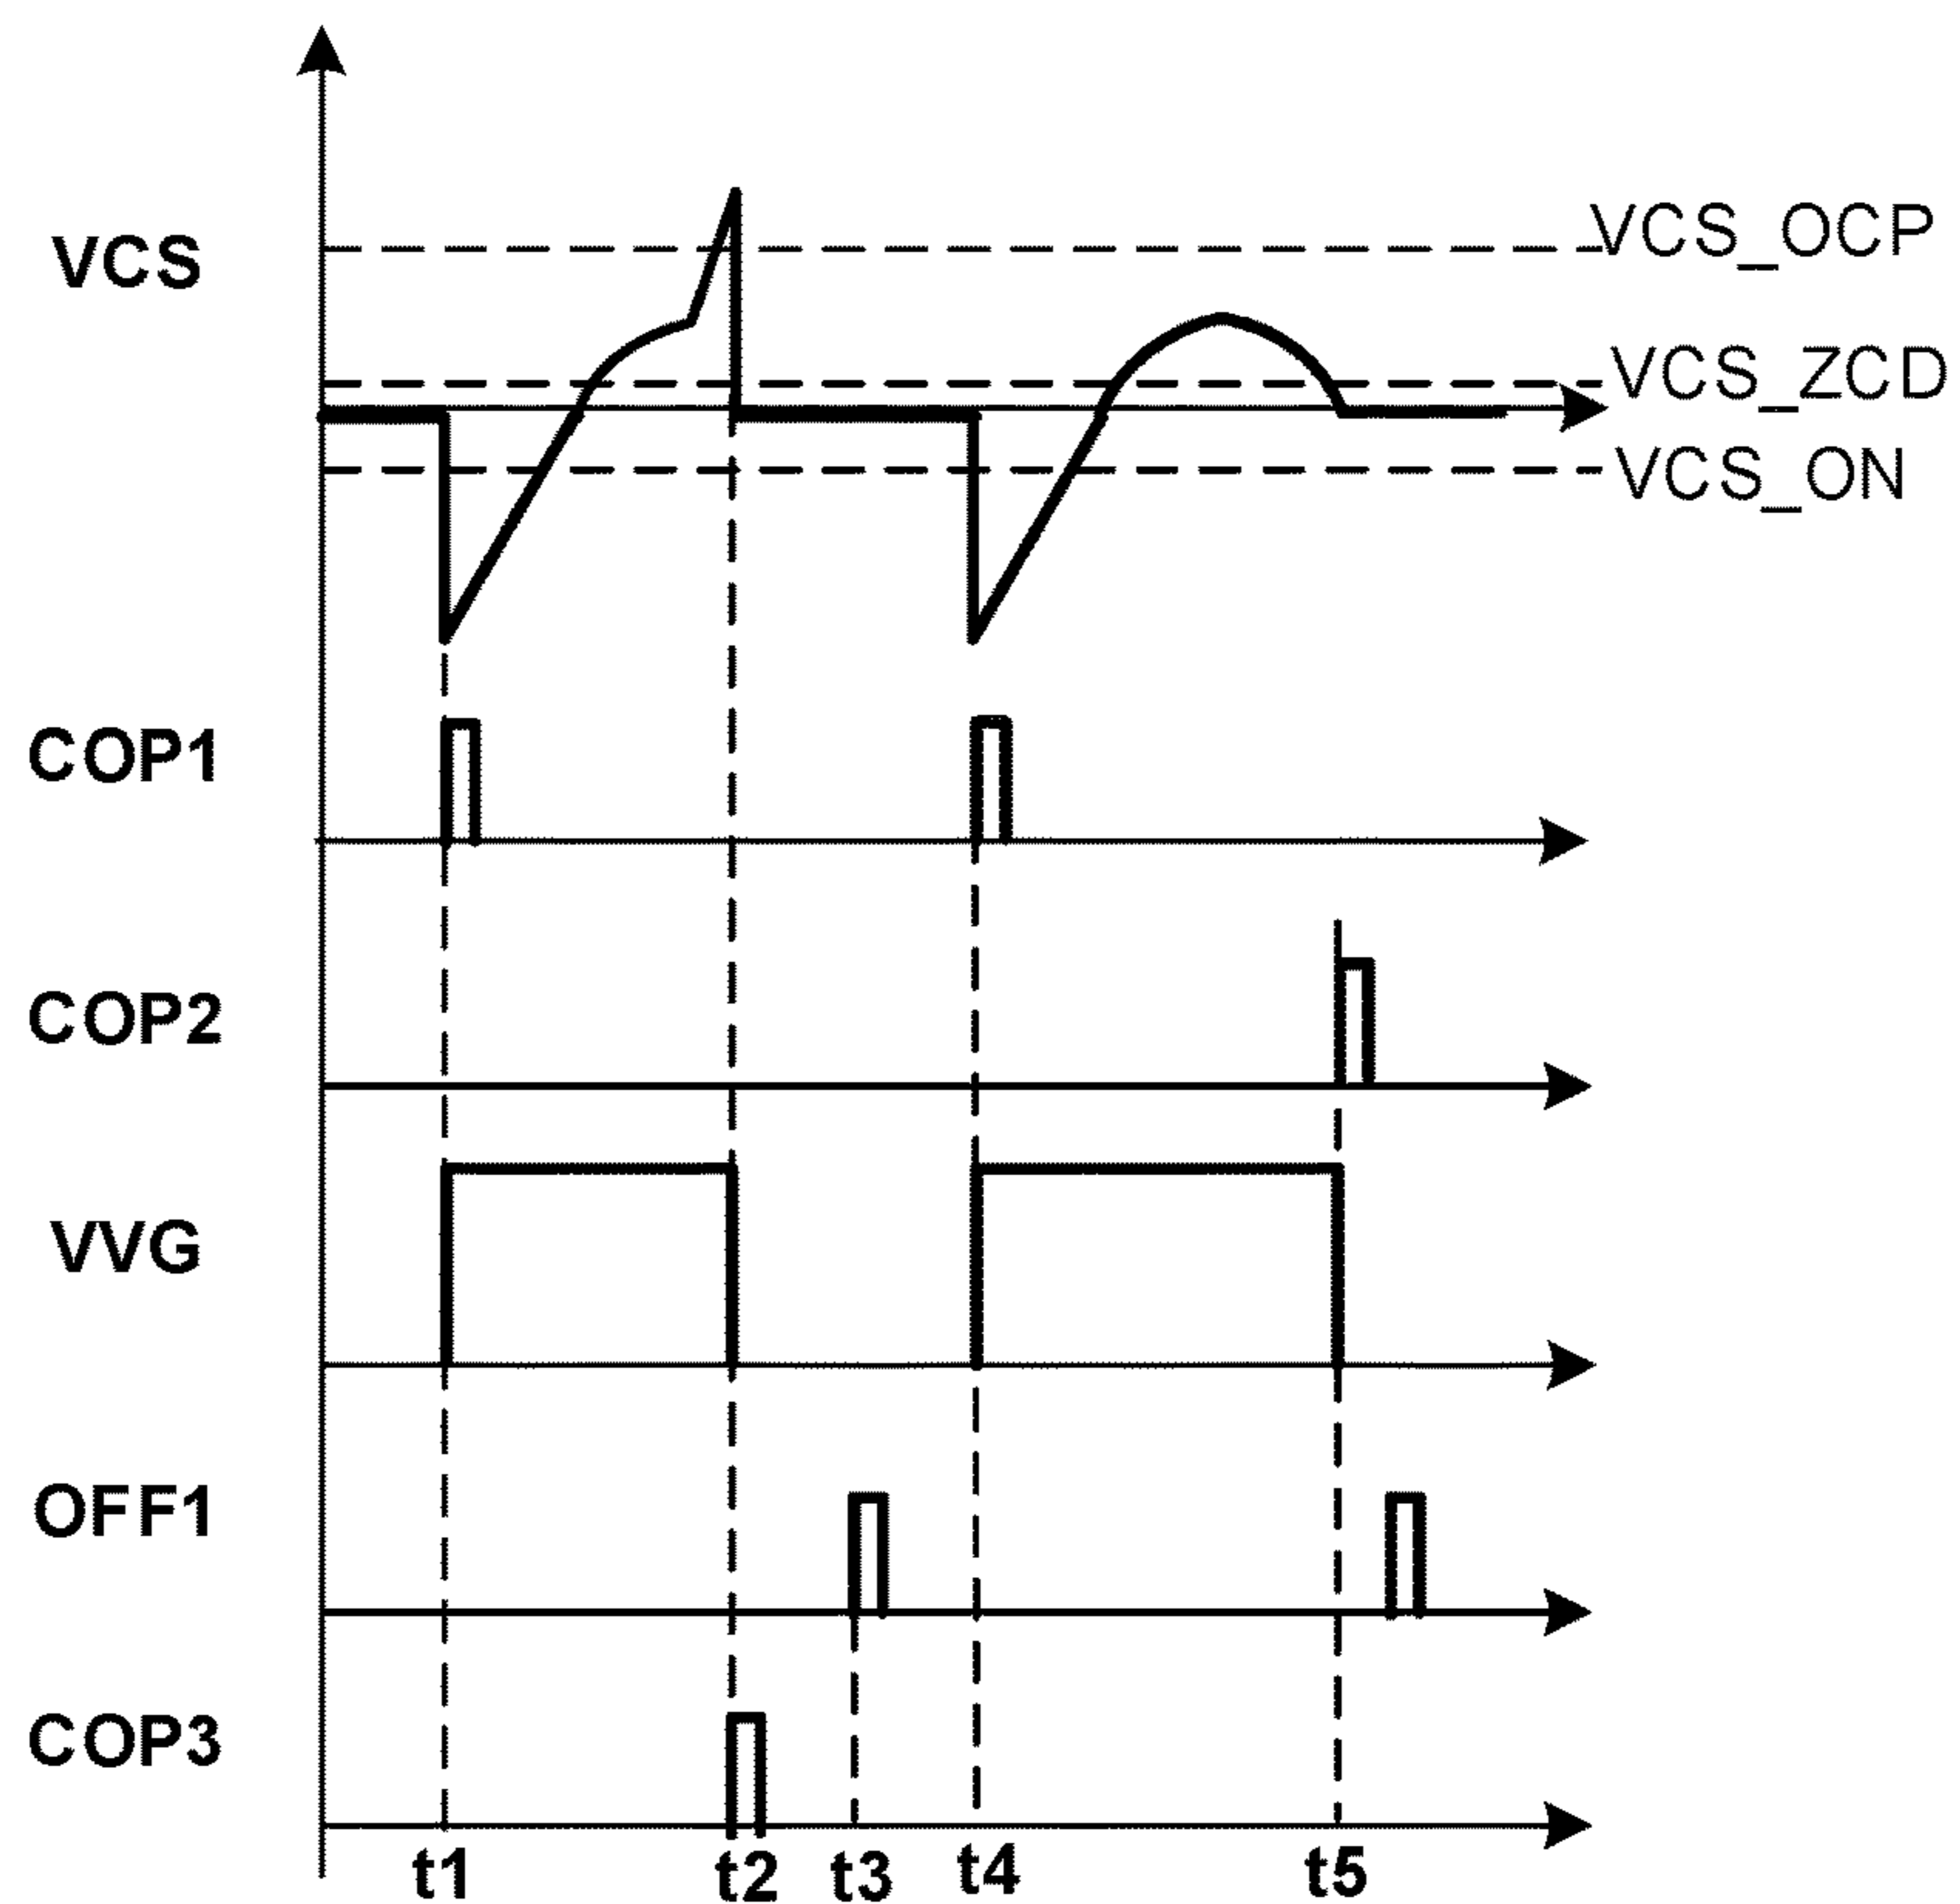 VCS
VCS_OCP
VCS_ZCD
VCS_ON
COP1
COP2
VVG
OFF1
COP3
t1
t2
t3
t4
t5